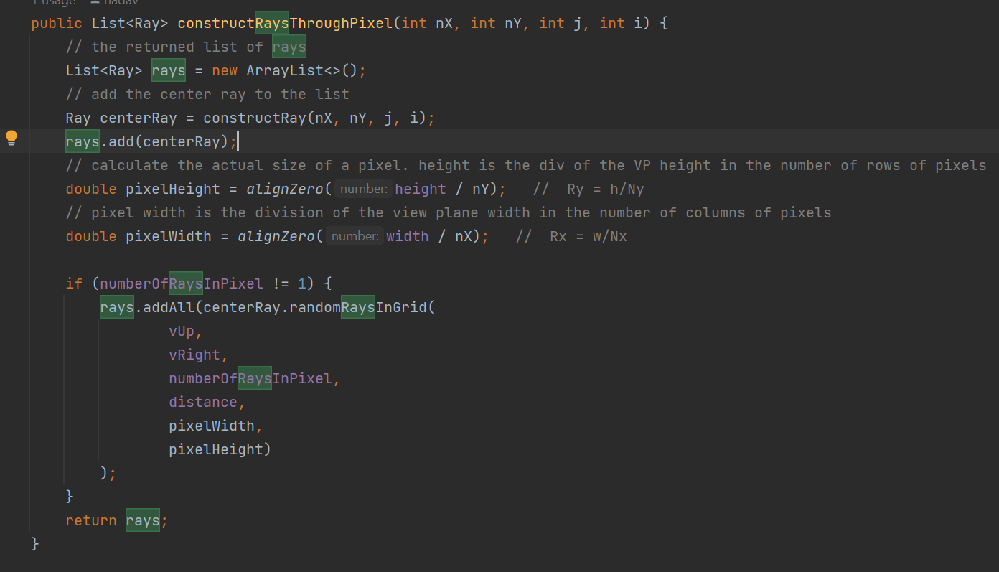 1 usage nadav
public List<Ray> constructRaysThroughPixel(int nX, int nY, int j, int i) {
// the returned list of rays
List<Ray> rays = new ArrayList<>();
// add the center ray to the list
Ray centerRay = constructRay(nX, nY, j, i);
rays.add(centerRay);
// calculate the actual size of a pixel. height is the div of the VP height in the number of rows of pixels
double pixelHeight = alignZero( number: height / nY); // Ry = h/Ny
// pixel width is the division of the view plane width in the number of columns of pixels
double pixelWidth = alignZero( number: width / nX); // Rx = w/Nx
if (numberOfRaysInPixel != 1) {
rays.addAll(centerRay.randomRaysInGrid(
vUp,
vRight,
numberOfRaysInPixel,
distance,
pixelWidth,
pixelHeight)
);
}
return rays;
}